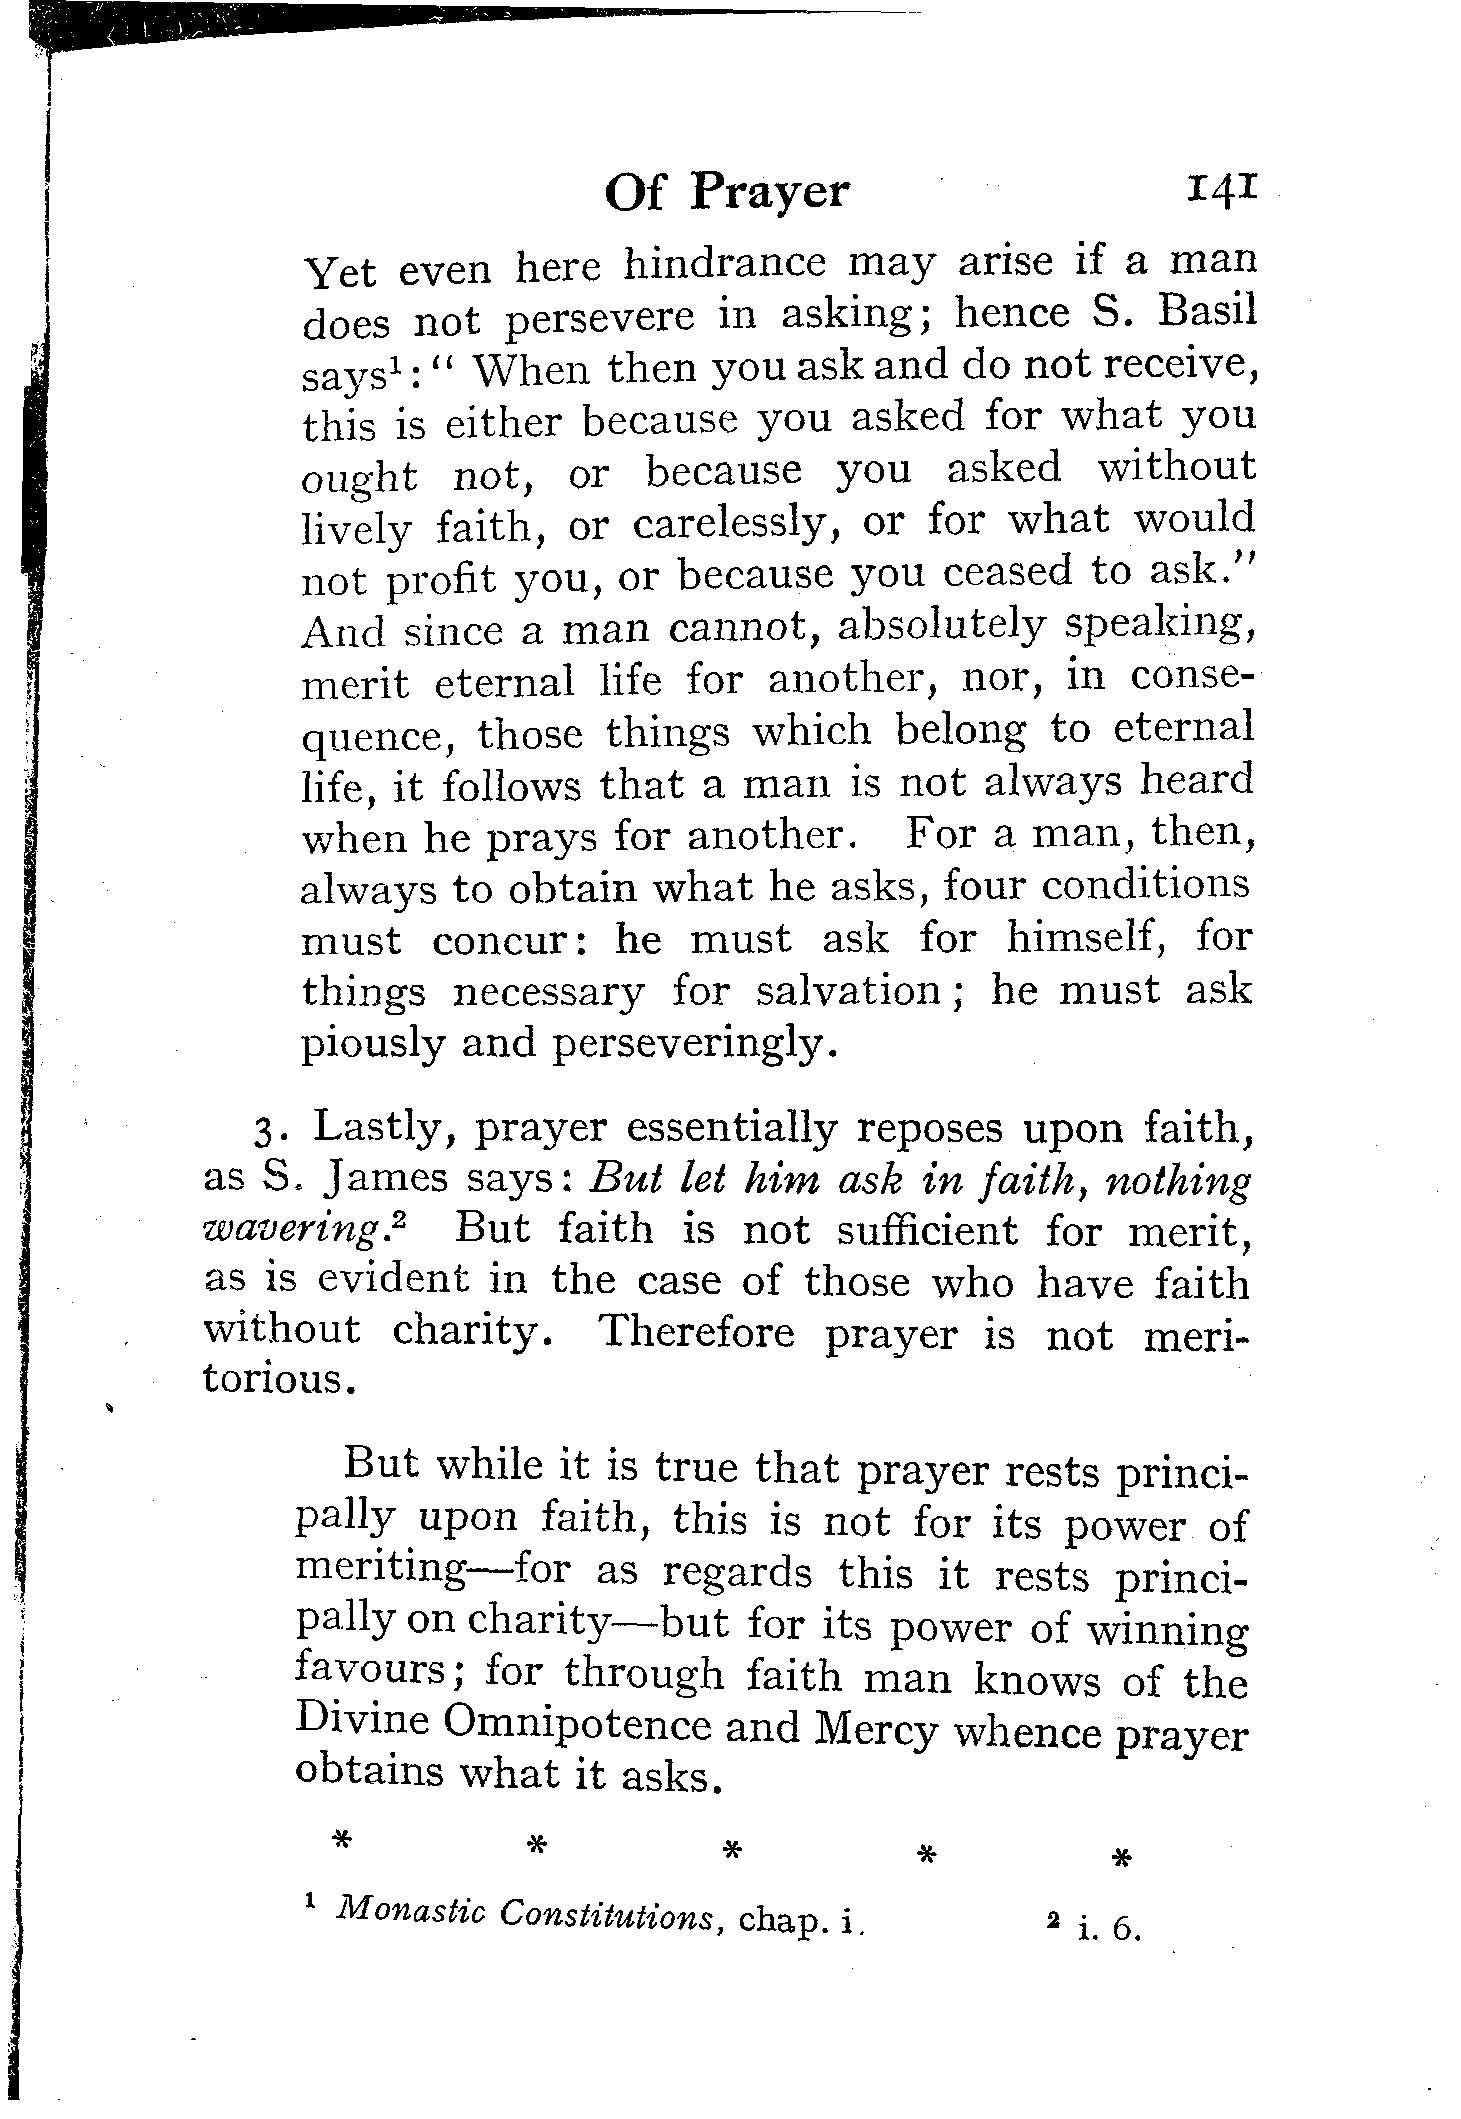 Of Prayer 141
Yet even here hindrance may arise if a man
does not persevere in asking; hence S. Basil
says¹: “ When then you ask and do not receive,
this is either because you asked for what you
ought not, or because you asked without
lively faith, or carelessly, or for what would
not profit you, or because you ceased to ask.”
And since a man cannot, absolutely speaking,
merit eternal life for another, nor, in conse-
quence, those things which belong to eternal
life, it follows that a man is not always heard
when he prays for another. For a man, then,
always to obtain what he asks, four conditions
must concur: he must ask for himself, for
things necessary for salvation; he must ask
piously and perseveringly.
3. Lastly, prayer essentially reposes upon faith,
as S. James says: But let him ask in faith, nothing
wavering.² But faith is not sufficient for merit,
as is evident in the case of those who have faith
without charity. Therefore prayer is not meri-
torious.
But while it is true that prayer rests princi-
pally upon faith, this is not for its power of
meriting—for as regards this it rests princi-
pally on charity—but for its power of winning
favours; for through faith man knows of the
Divine Omnipotence and Mercy whence prayer
obtains what it asks.
* * * * *
¹ Monastic Constitutions, chap. i. ² i. 6.